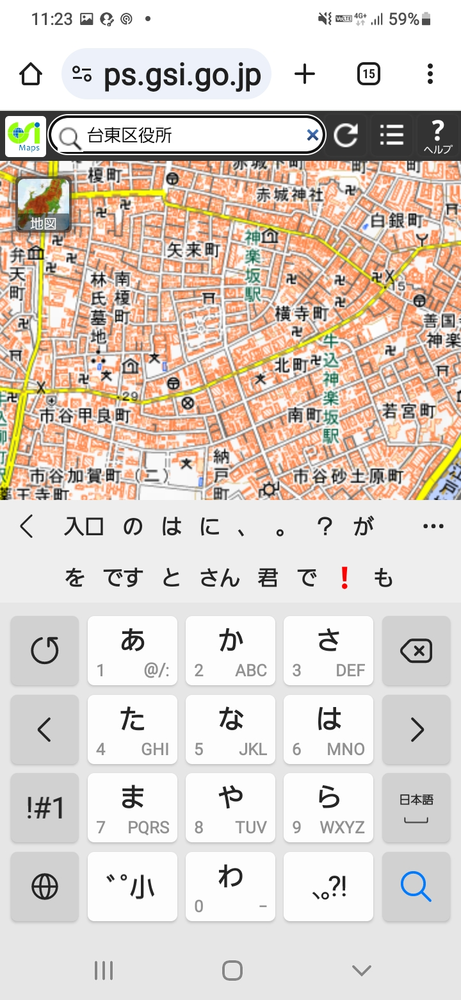 11:23
VoLTE 4G+ 59%
ps.gsi.go.jp
15
GSI Maps
台東区役所
?
ヘルプ
地図
榎町
赤城下町
町
町
赤城神社
白銀町
矢来町
神楽坂駅
弁天町
林氏墓地
南榎町
横寺町
15
善国
神楽
牛込神楽坂駅
北町
29
市谷甲良町
南町
若宮町
納戸町
市谷加賀町(二)
市谷砂土原町
江戸
入口 の は に 、 。 ? が
を です と さん 君 で ❗ も
あ
1 @/:
か
2 ABC
さ
3 DEF
た
4 GHI
な
5 JKL
は
6 MNO
!#1
ま
7 PQRS
や
8 TUV
ら
9 WXYZ
日本語
゛゜小
わ
0 –
、。?!